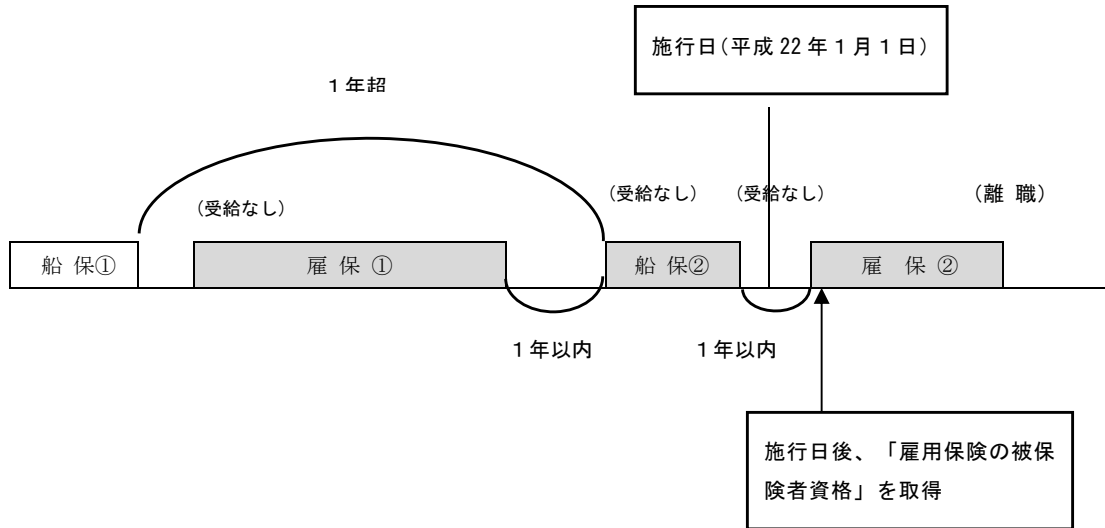 施行日(平成 22 年 1 月 1 日)
１年超
(受給なし)
(受給なし)
(受給なし)
(離 職)
船 保①
雇 保 ①
船 保②
雇 保 ②
１年以内
１年以内
施行日後、「雇用保険の被保
険者資格」を取得